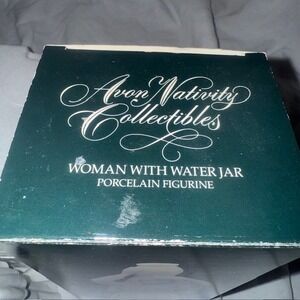 Avon Nativity
Collectibles
WOMAN WITH WATER JAR
PORCELAIN FIGURINE